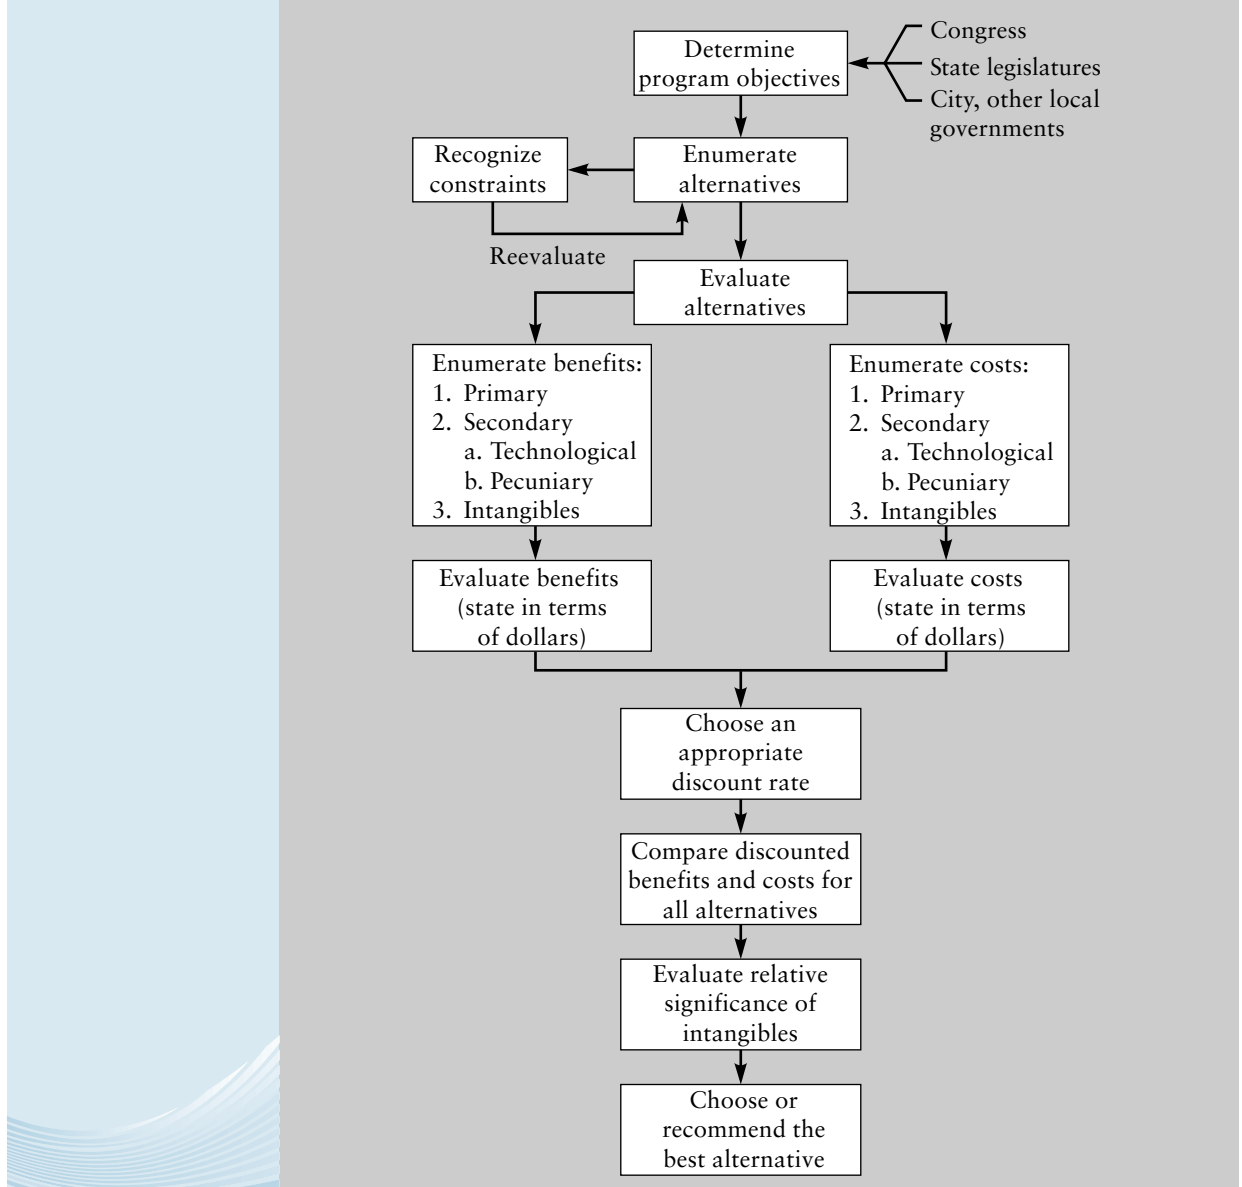 Determine
program objectives
Congress
State legislatures
City, other local
governments
Recognize
constraints
Enumerate
alternatives
Reevaluate
Evaluate
alternatives
Enumerate benefits:
1. Primary
2. Secondary
a. Technological
b. Pecuniary
3. Intangibles
Enumerate costs:
1. Primary
2. Secondary
a. Technological
b. Pecuniary
3. Intangibles
Evaluate benefits
(state in terms
of dollars)
Evaluate costs
(state in terms
of dollars)
Choose an
appropriate
discount rate
Compare discounted
benefits and costs for
all alternatives
Evaluate relative
significance of
intangibles
Choose or
recommend the
best alternative